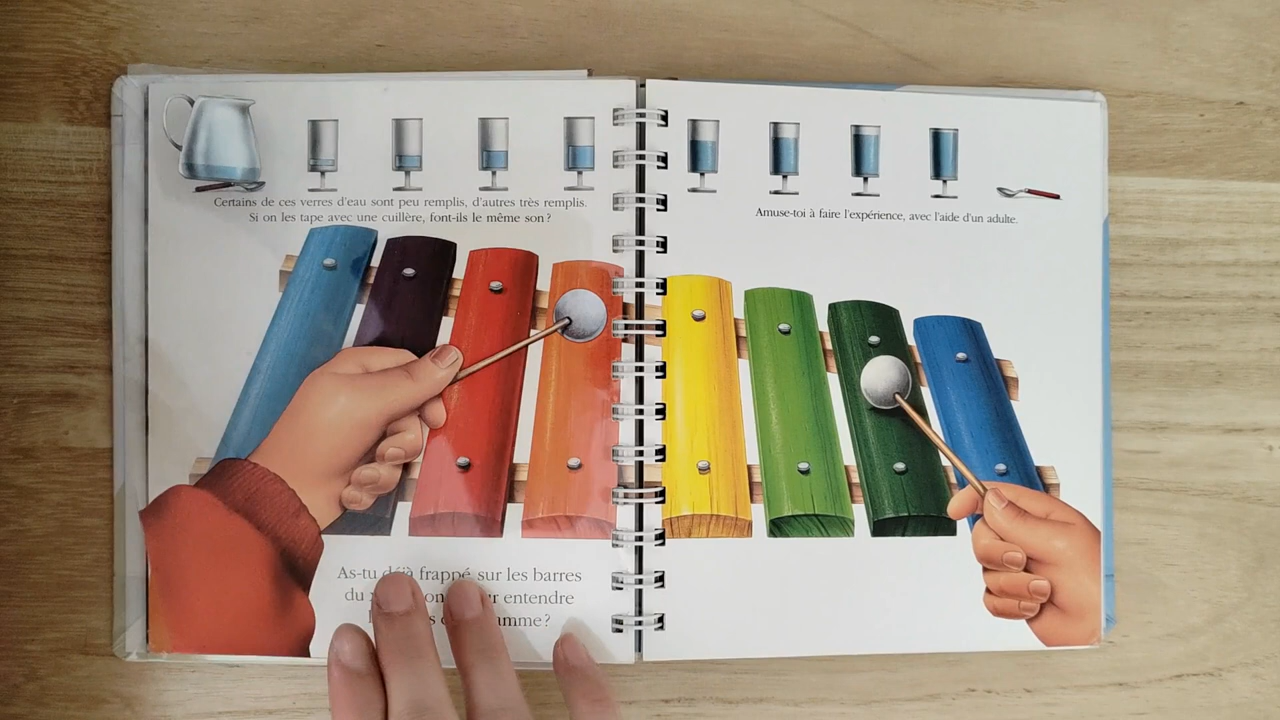 Certains de ces verres d'eau sont peu remplis, d'autres très remplis.
Si on les tape avec une cuillère, font-ils le même son ?
Amuse-toi à faire l'expérience, avec l'aide d'un adulte.
As-tu déjà frappé sur les barres
du entendre
amme ?